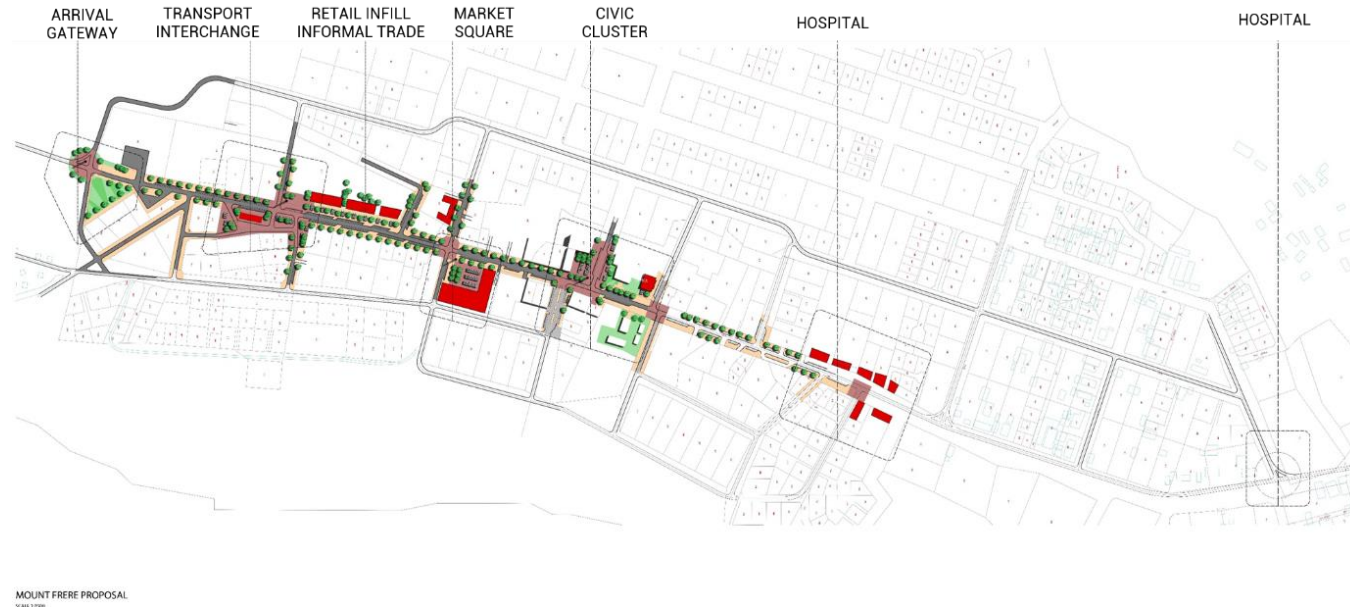 ARRIVAL
GATEWAY
TRANSPORT
INTERCHANGE
RETAIL INFILL
INFORMAL TRADE
MARKET
SQUARE
CIVIC
CLUSTER
HOSPITAL
HOSPITAL
MOUNT FRERE PROPOSAL